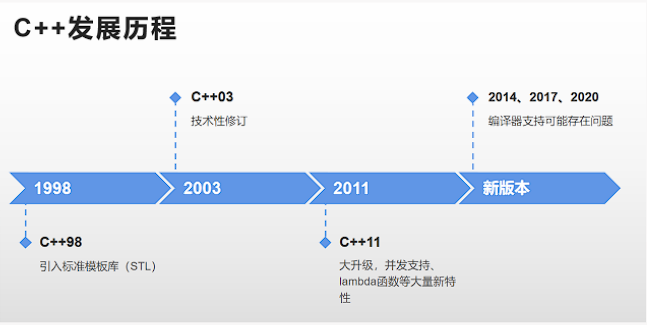 C++发展历程
C++03
技术性修订
2014、2017、2020
编译器支持可能存在问题
1998
2003
2011
新版本
C++98
引入标准模板库（STL）
C++11
大升级，并发支持、
lambda函数等大量新特
性